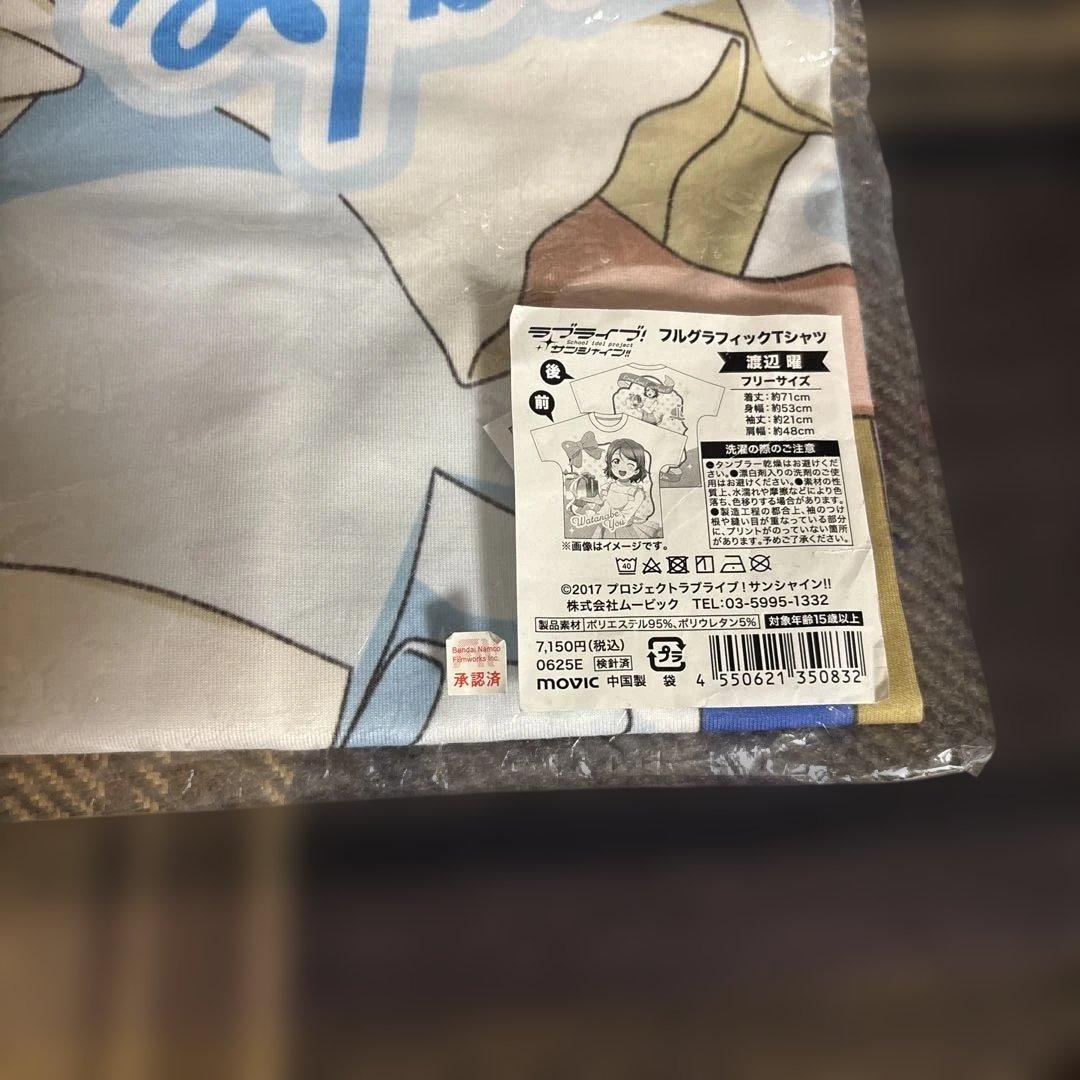 ラブライブ!
School idol project
サンシャイン!!
フルグラフィックTシャツ
渡辺 曜
フリーサイズ
後
前
着丈:約71cm
身幅:約53cm
袖丈:約21cm
肩幅:約48cm
洗濯の際のご注意
●タンブラー乾燥はお避けくだ
さい。●漂白剤入りの洗剤のご使
用はお避けください。●素材の性
質上、水濡れや摩擦などにより色
落ち、色移りする場合があります。
●製造工程の都合上、袖のつけ
根や縫い目が重なっている部分
に、プリントがのっていない箇所
があります。予めご了承ください。
Watanabe
You
※画像はイメージです。
40
©2017 プロジェクトラブライブ!サンシャイン!!
株式会社ムービック TEL:03-5995-1332
製品素材 ポリエステル95%、ポリウレタン5% 対象年齢15歳以上
7,150円(税込)
0625E 検針済
movic 中国製
プラ
袋
4 550621 350832
Bandai Namco
Filmworks Inc.
承認済